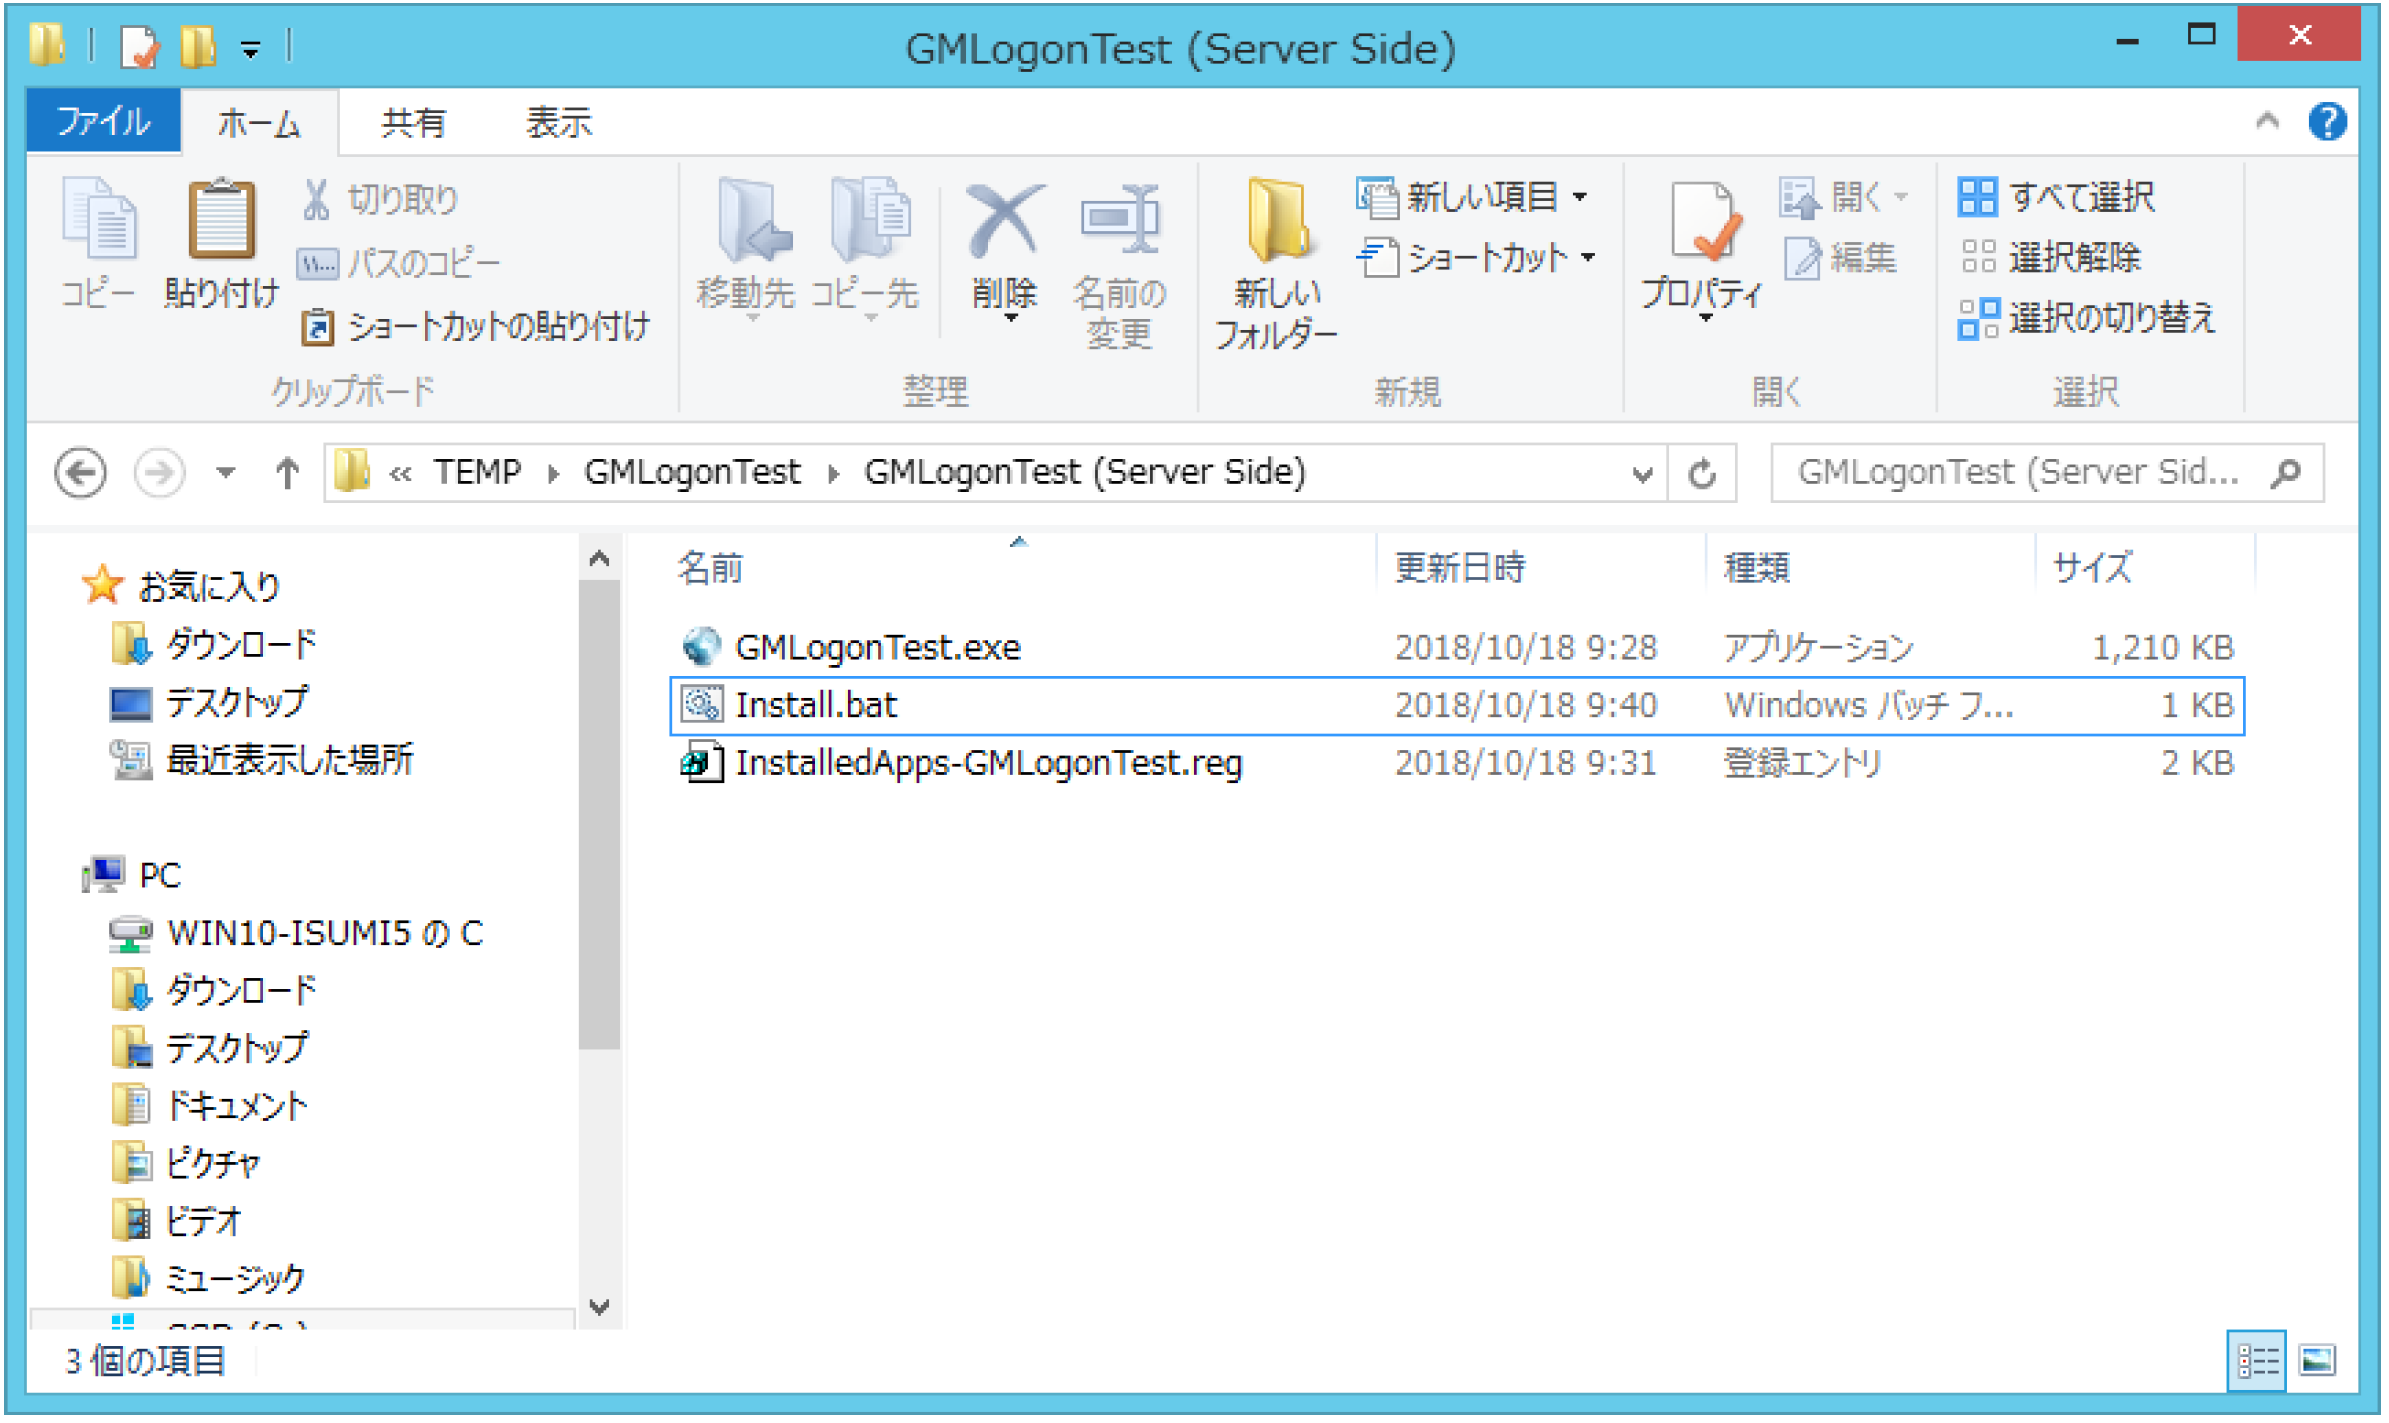 GMLogonTest (Server Side)
ファイル ホーム 共有 表示
コピー
貼り付け
切り取り
パスのコピー
ショートカットの貼り付け
クリップボード
移動先
コピー先
削除
名前の
変更
整理
新しい
フォルダー
新しい項目
ショートカット
新規
プロパティ
開く
編集
開く
すべて選択
選択解除
選択の切り替え
選択
« TEMP GMLogonTest GMLogonTest (Server Side)
GMLogonTest (Server Sid...
お気に入り
ダウンロード
デスクトップ
最近表示した場所
PC
WIN10-ISUMI5 の C
ダウンロード
デスクトップ
ドキュメント
ピクチャ
ビデオ
ミュージック
名前 更新日時 種類 サイズ
GMLogonTest.exe 2018/10/18 9:28 アプリケーション 1,210 KB
Install.bat 2018/10/18 9:40 Windows バッチ フ... 1 KB
InstalledApps-GMLogonTest.reg 2018/10/18 9:31 登録エントリ 2 KB
3 個の項目